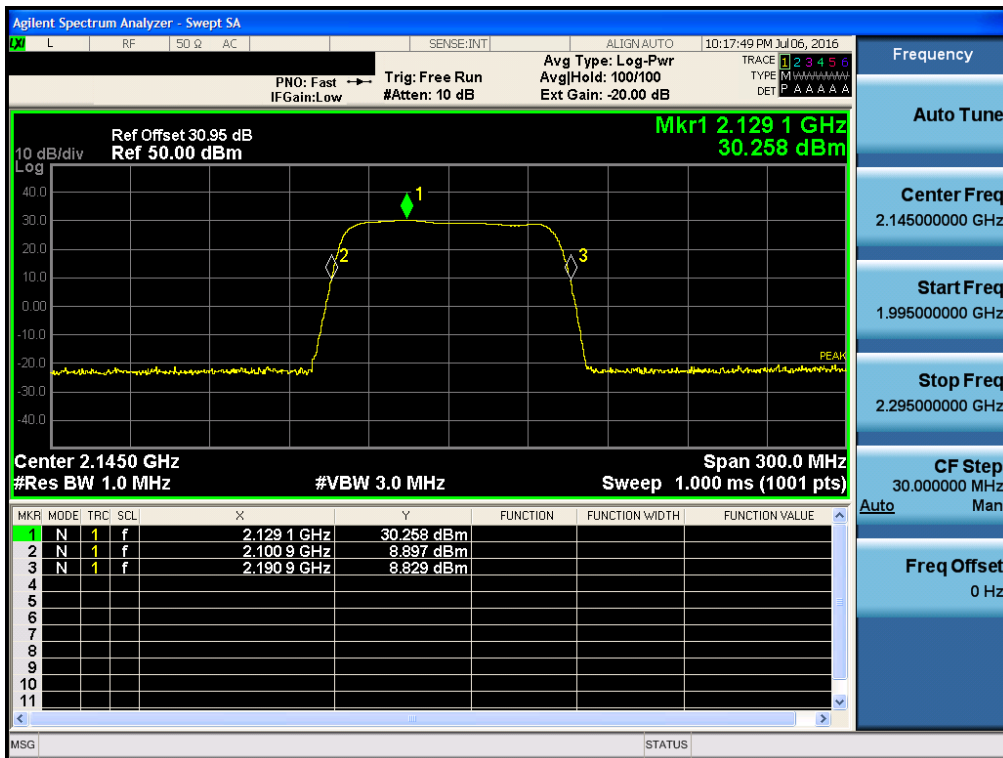 Agilent Spectrum Analyzer - Swept SA
LXI L RF 50 Ω AC SENSE:INT ALIGN AUTO 10:17:49 PM Jul 06, 2016
PNO: Fast Trig: Free Run Avg Type: Log-Pwr TRACE 1 2 3 4 5 6
IFGain:Low #Atten: 10 dB Avg|Hold: 100/100 TYPE M
Ext Gain: -20.00 dB DET P A A A A A
Ref Offset 30.95 dB Mkr1 2.129 1 GHz
10 dB/div Ref 50.00 dBm 30.258 dBm
Log
40.0
30.0
20.0
10.0
0.00
-10.0
-20.0
-30.0
-40.0
1
2
3
PEAK
Center 2.1450 GHz Span 300.0 MHz
#Res BW 1.0 MHz #VBW 3.0 MHz Sweep 1.000 ms (1001 pts)
MKR MODE TRC SCL X Y FUNCTION FUNCTION WIDTH FUNCTION VALUE
1 N 1 f 2.129 1 GHz 30.258 dBm
2 N 1 f 2.100 9 GHz 8.897 dBm
3 N 1 f 2.190 9 GHz 8.829 dBm
4
5
6
7
8
9
10
11
MSG STATUS
Frequency
Auto Tune
Center Freq
2.145000000 GHz
Start Freq
1.995000000 GHz
Stop Freq
2.295000000 GHz
CF Step
30.000000 MHz
Auto Man
Freq Offset
0 Hz